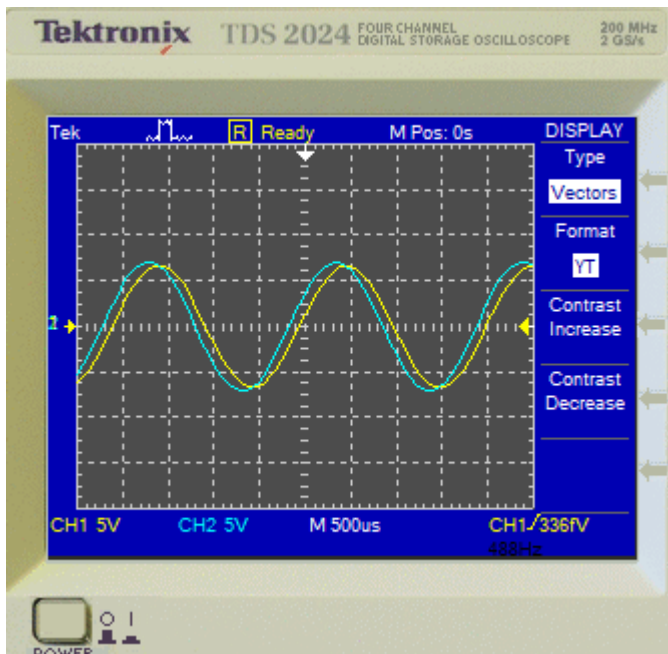 Tektronix TDS 2024 FOUR CHANNEL 200 MHz
DIGITAL STORAGE OSCILLOSCOPE 2 GS/s
Tek R Ready M Pos: 0s DISPLAY
Type
Vectors
Format
YT
2
Contrast
Increase
Contrast
Decrease
CH1 5V CH2 5V M 500us CH1 336fV
488Hz
POWER